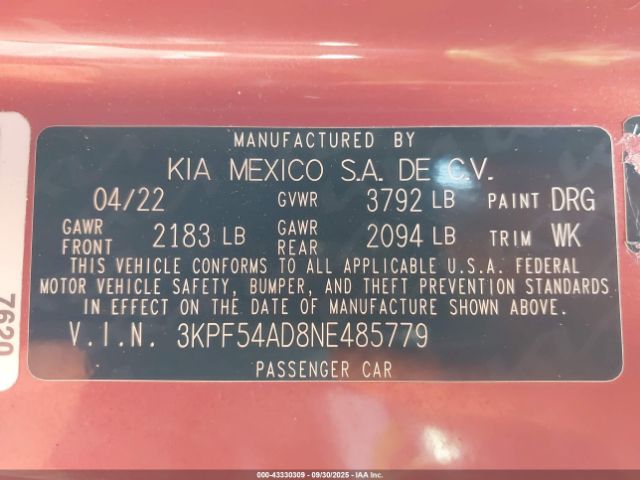 MANUFACTURED BY
KIA MEXICO S.A. DE C.V.
04/22 GVWR 3792 LB PAINT DRG
GAWR FRONT 2183 LB GAWR REAR 2094 LB TRIM WK
THIS VEHICLE CONFORMS TO ALL APPLICABLE U.S.A. FEDERAL
MOTOR VEHICLE SAFETY, BUMPER, AND THEFT PREVENTION STANDARDS
IN EFFECT ON THE DATE OF MANUFACTURE SHOWN ABOVE.
V.I.N. 3KPF54AD8NE485779
PASSENGER CAR
7620
000-43330309 - 09/30/2025 - IAAI.com